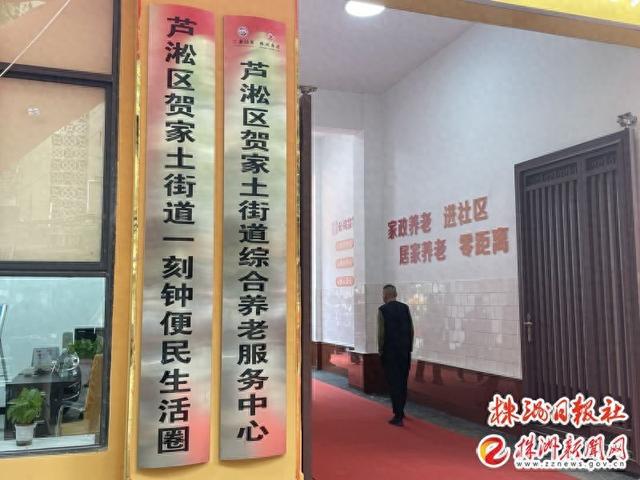 芦淞区贺家土街道一刻钟便民生活圈
芦淞区贺家土街道综合养老服务中心
家政养老 进社区
居家养老 零距离
株洲日报社
株洲新闻网
www.zznews.gov.cn